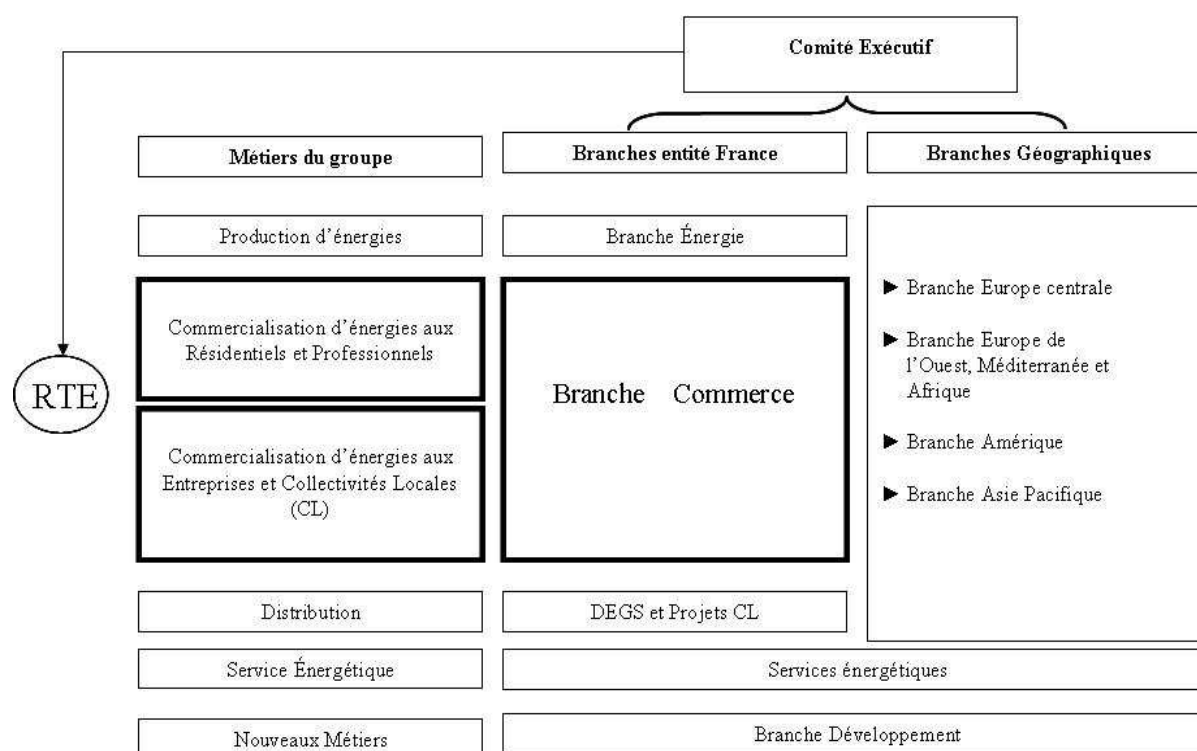 Comité Exécutif
Métiers du groupe
Branches entité France
Branches Géographiques
Production d'énergies
Branche Énergie
Commercialisation d'énergies aux
Résidentiels et Professionnels
Branche Commerce
► Branche Europe centrale
► Branche Europe de
l'Ouest, Méditerranée et
Afrique
► Branche Amérique
► Branche Asie Pacifique
RTE
Commercialisation d'énergies aux
Entreprises et Collectivités Locales
(CL)
Distribution
DEGS et Projets CL
Service Énergétique
Services énergétiques
Nouveaux Métiers
Branche Développement